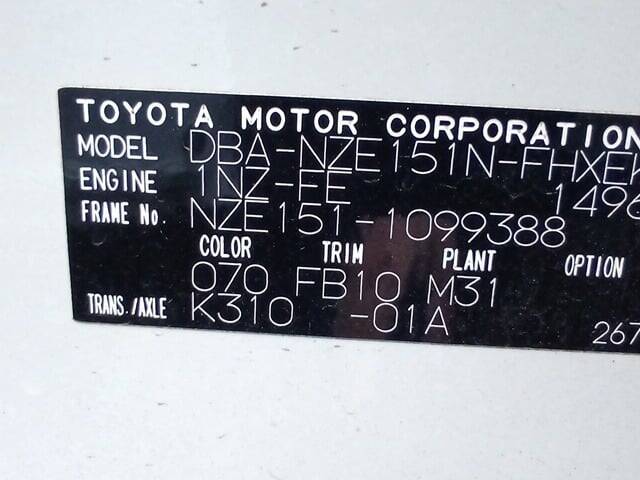 TOYOTA MOTOR CORPORATION
MODEL DBA-NZE151N-FHXEK
ENGINE 1NZ-FE 1496
FRAME No. NZE151-1099388
COLOR TRIM PLANT OPTION
070 FB10 M31
TRANS./AXLE K310 -01A
267